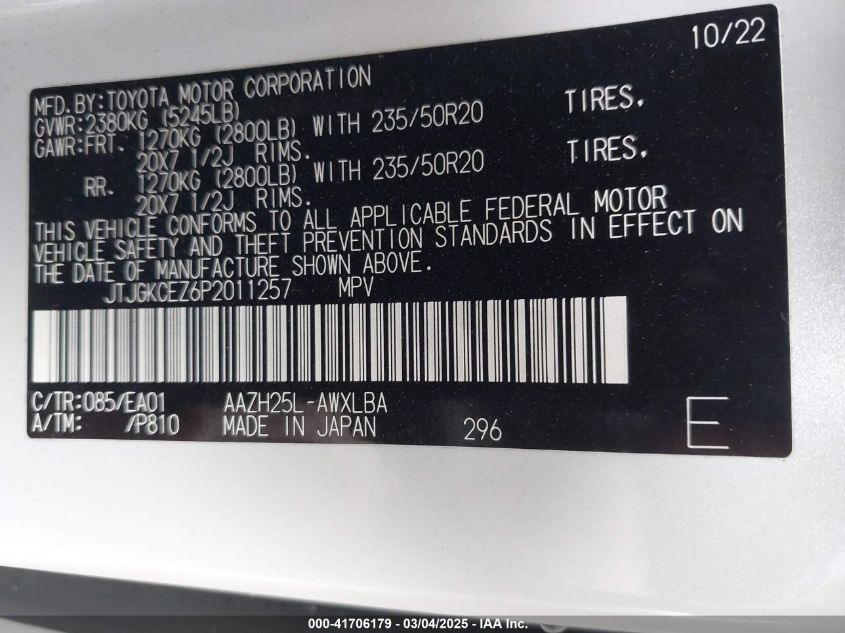 10/22
MFD. BY:TOYOTA MOTOR CORPORATION
GVWR:2380KG (5245LB)
GAWR:FRT. 1270KG (2800LB) WITH 235/50R20 TIRES.
20X7 1/2J RIMS.
RR. 1270KG (2800LB) WITH 235/50R20 TIRES.
20X7 1/2J RIMS.
THIS VEHICLE CONFORMS TO ALL APPLICABLE FEDERAL MOTOR
VEHICLE SAFETY AND THEFT PREVENTION STANDARDS IN EFFECT ON
THE DATE OF MANUFACTURE SHOWN ABOVE.
JTJGKCEZ6P2011257 MPV
C/TR:085/EA01 AAZH25L-AWXLBA
A/TM: /P810 MADE IN JAPAN 296 E
000-41706179 - 03/04/2025 - IAA Inc.